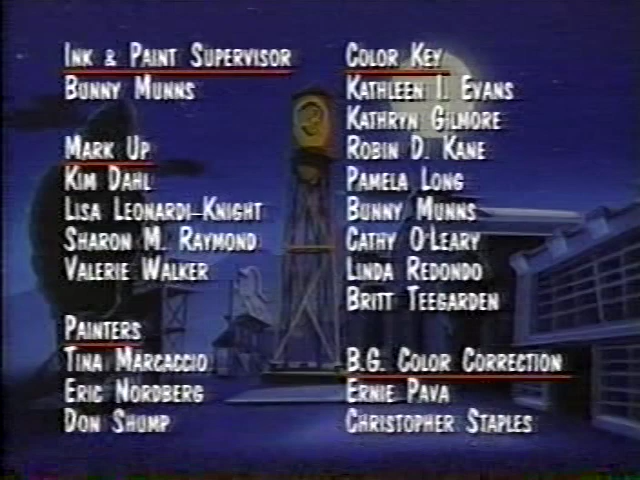 Ink & Paint Supervisor
Bunny Munns
Mark Up
Kim Dahl
Lisa Leonardi-Knight
Sharon M. Raymond
Valerie Walker
Painters
Tina Marcaccio
Eric Nordberg
Don Shump
Color Key
Kathleen I. Evans
Kathryn Gilmore
Robin D. Kane
Pamela Long
Bunny Munns
Cathy O'Leary
Linda Redondo
Britt Teegarden
B.G. Color Correction
Ernie Pava
Christopher Staples